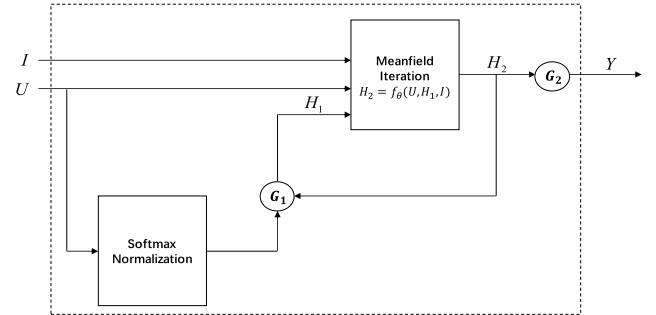 I
U
Meanfield
Iteration
H₂ = f_θ(U,H₁,I)
H₁
H₂
G₂
Y
G₁
Softmax
Normalization